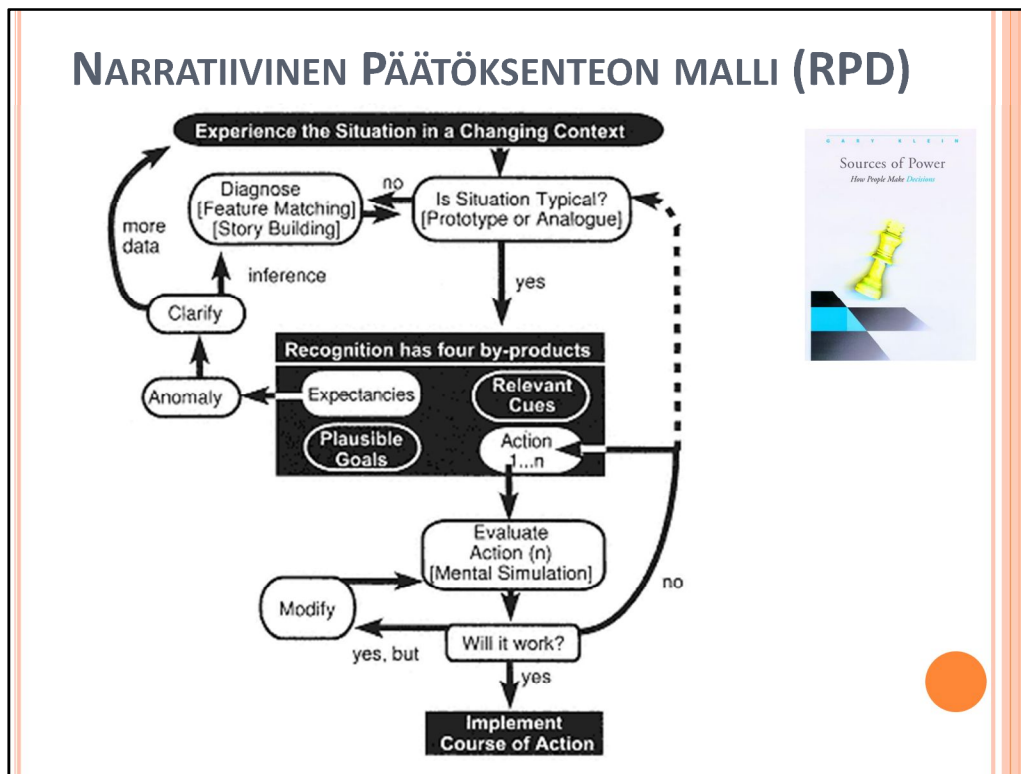 NARRATIIVINEN PÄÄTÖKSENTEON MALLI (RPD)
Experience the Situation in a Changing Context
GARY KLEIN
Sources of Power
How People Make Decisions
Diagnose
[Feature Matching]
[Story Building]
no
Is Situation Typical?
[Prototype or Analogue]
more
data
inference
yes
Clarify
Recognition has four by-products
Anomaly
Expectancies
Relevant
Cues
Plausible
Goals
Action
1...n
Evaluate
Action (n)
[Mental Simulation]
no
Modify
Will it work?
yes, but
yes
Implement
Course of Action